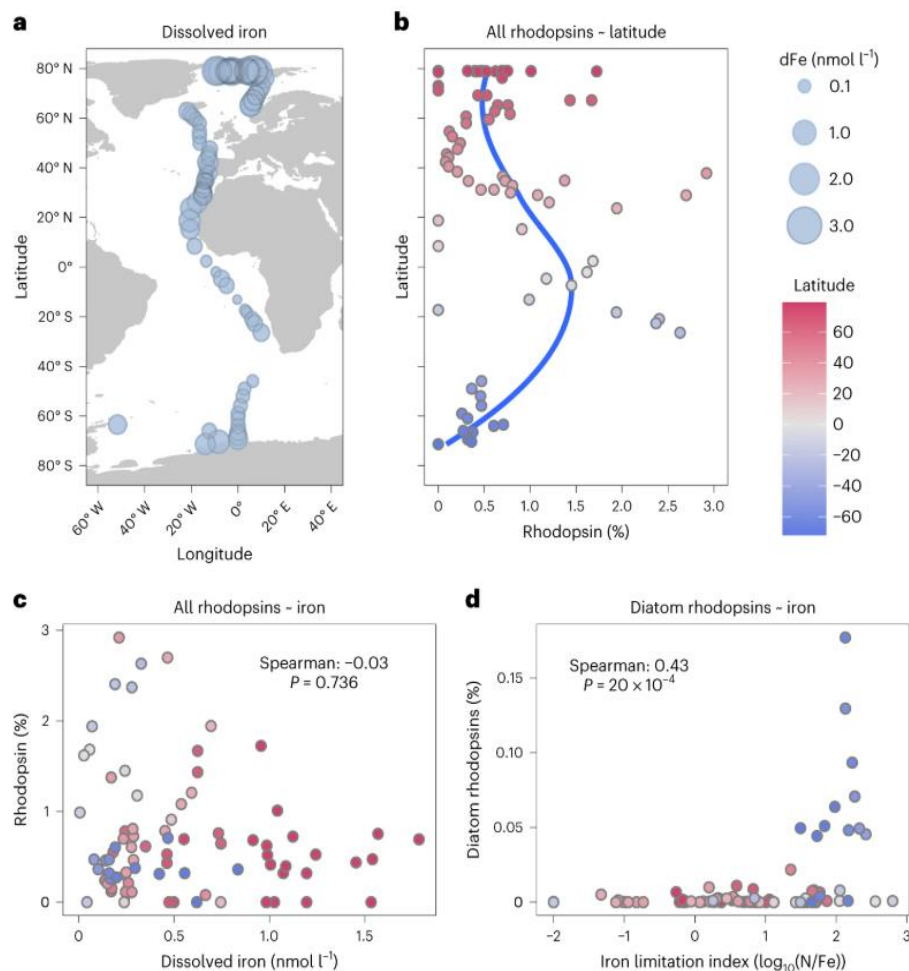 a
Dissolved iron
80° N
60° N
40° N
20° N
0°
20° S
40° S
60° S
80° S
Latitude
60° W
40° W
20° W
0°
20° E
40° E
Longitude
b
All rhodopsins ~ latitude
Latitude
0
0.5
1.0
1.5
2.0
2.5
3.0
Rhodopsin (%)
dFe (nmol l⁻¹)
0.1
1.0
2.0
3.0
Latitude
60
40
20
0
−20
−40
−60
c
All rhodopsins ~ iron
Spearman: −0.03
P = 0.736
3
2
1
0
Rhodopsin (%)
0
0.5
1.0
1.5
Dissolved iron (nmol l⁻¹)
d
Diatom rhodopsins ~ iron
Spearman: 0.43
P = 20 × 10⁻⁴
0.15
0.10
0.05
0
Diatom rhodopsins (%)
−2
−1
0
1
2
3
Iron limitation index (log₁₀(N/Fe))